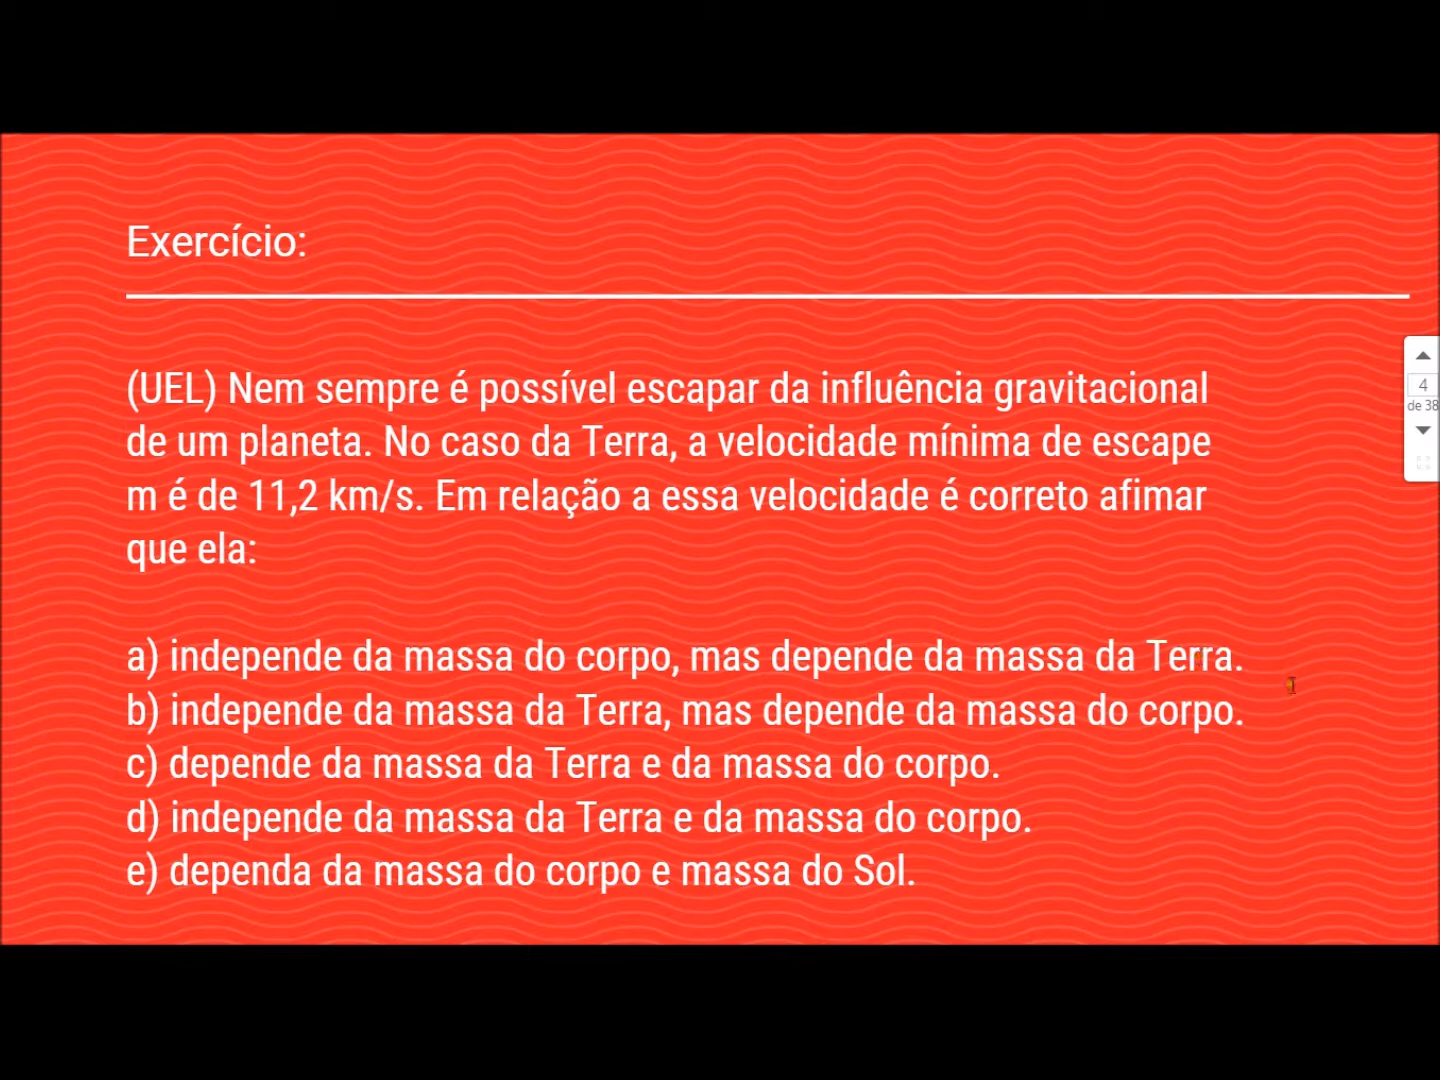 Exercício:
(UEL) Nem sempre é possível escapar da influência gravitacional
de um planeta. No caso da Terra, a velocidade mínima de escape
m é de 11,2 km/s. Em relação a essa velocidade é correto afimar
que ela:
a) independe da massa do corpo, mas depende da massa da Terra.
b) independe da massa da Terra, mas depende da massa do corpo.
c) depende da massa da Terra e da massa do corpo.
d) independe da massa da Terra e da massa do corpo.
e) dependa da massa do corpo e massa do Sol.
4
de 38